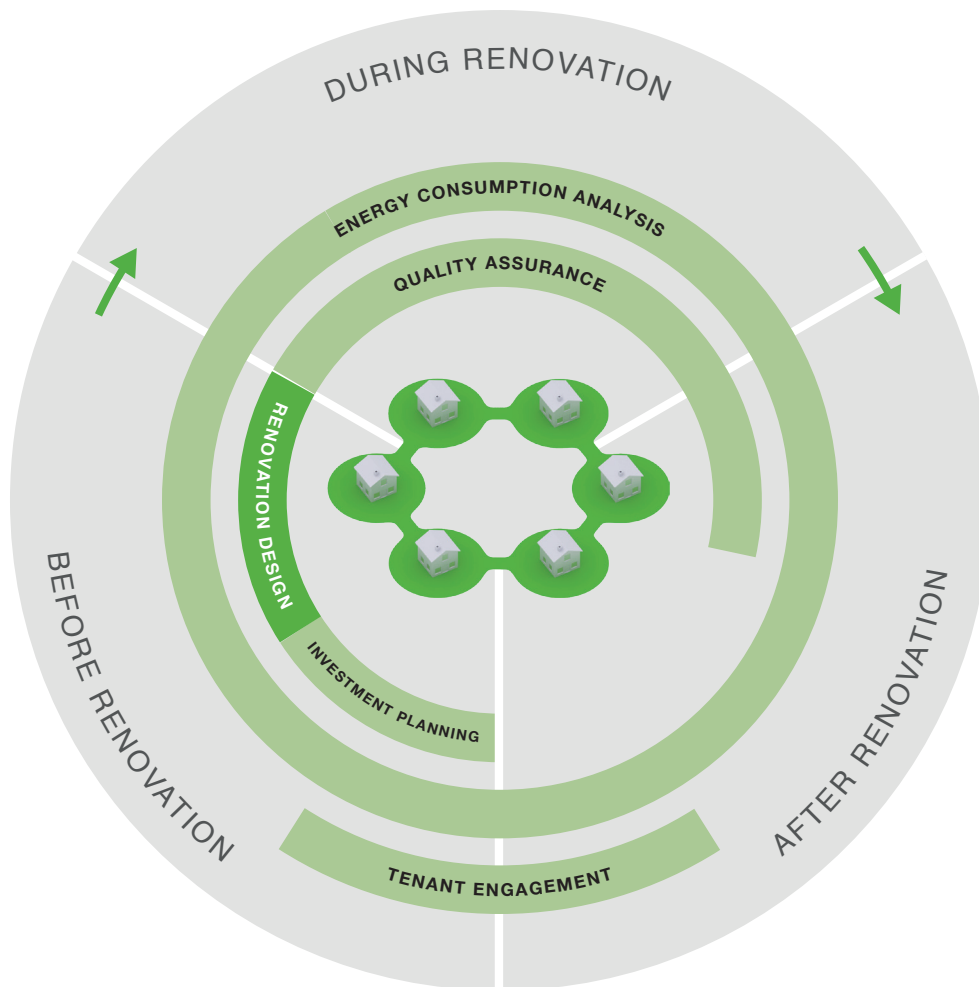 DURING RENOVATION
ENERGY CONSUMPTION ANALYSIS
QUALITY ASSURANCE
RENOVATION DESIGN
INVESTMENT PLANNING
BEFORE RENOVATION
AFTER RENOVATION
TENANT ENGAGEMENT